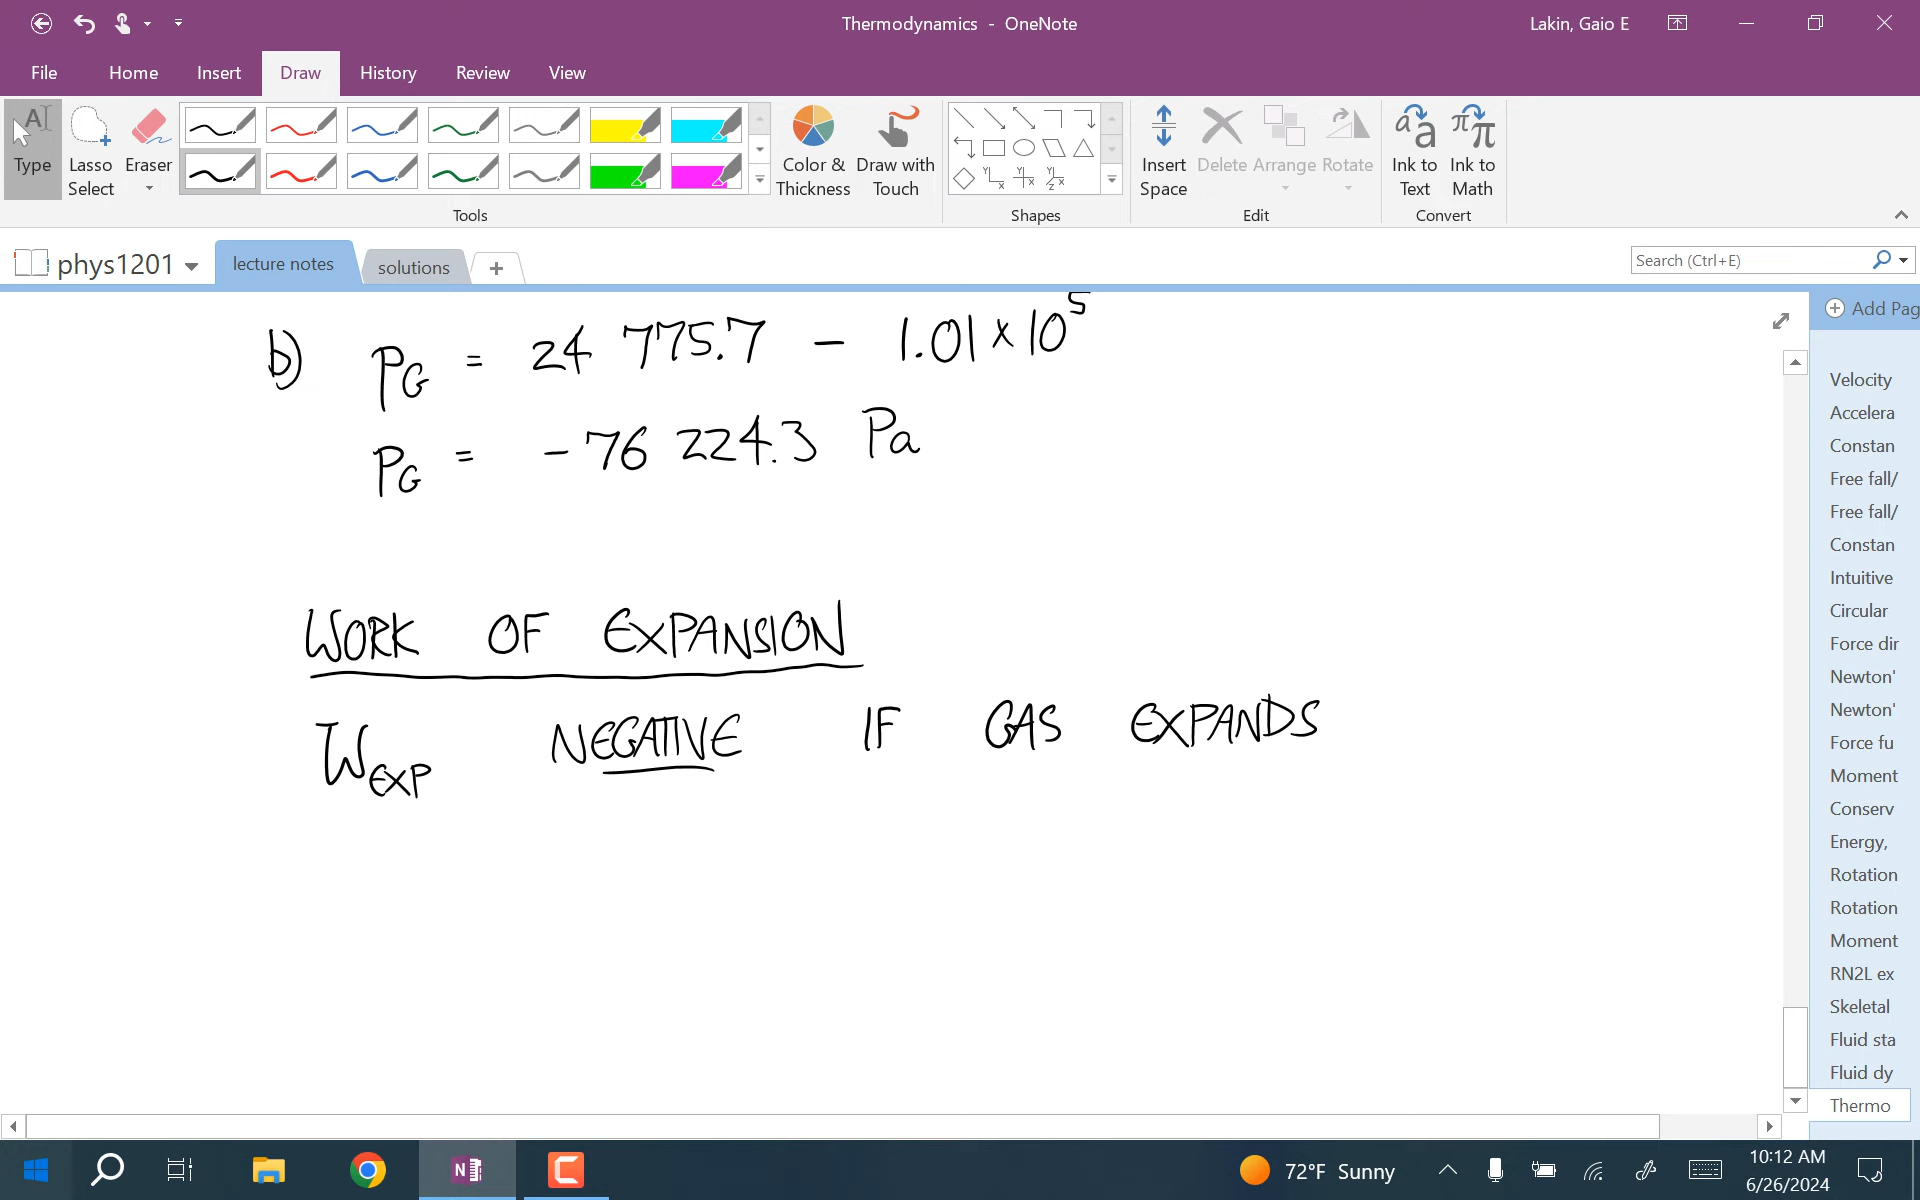 Thermodynamics - OneNote
Lakin, Gaio E
File Home Insert Draw History Review View
Type
Lasso Select
Eraser
Color & Thickness
Draw with Touch
Insert Space
Delete
Arrange
Rotate
Ink to Text
Ink to Math
Tools
Shapes
Edit
Convert
phys1201
lecture notes
solutions
Search (Ctrl+E)
Add Pag
b) PG = 24 775.7 - 1.01 x 10^5
PG = - 76 224.3 Pa
WORK OF EXPANSION
WEXP NEGATIVE IF GAS EXPANDS
Velocity
Accelera
Constan
Free fall/
Free fall/
Constan
Intuitive
Circular
Force dir
Newton'
Newton'
Force fu
Moment
Conserv
Energy,
Rotation
Rotation
Moment
RN2L ex
Skeletal
Fluid sta
Fluid dy
Thermo
72°F Sunny
10:12 AM
6/26/2024